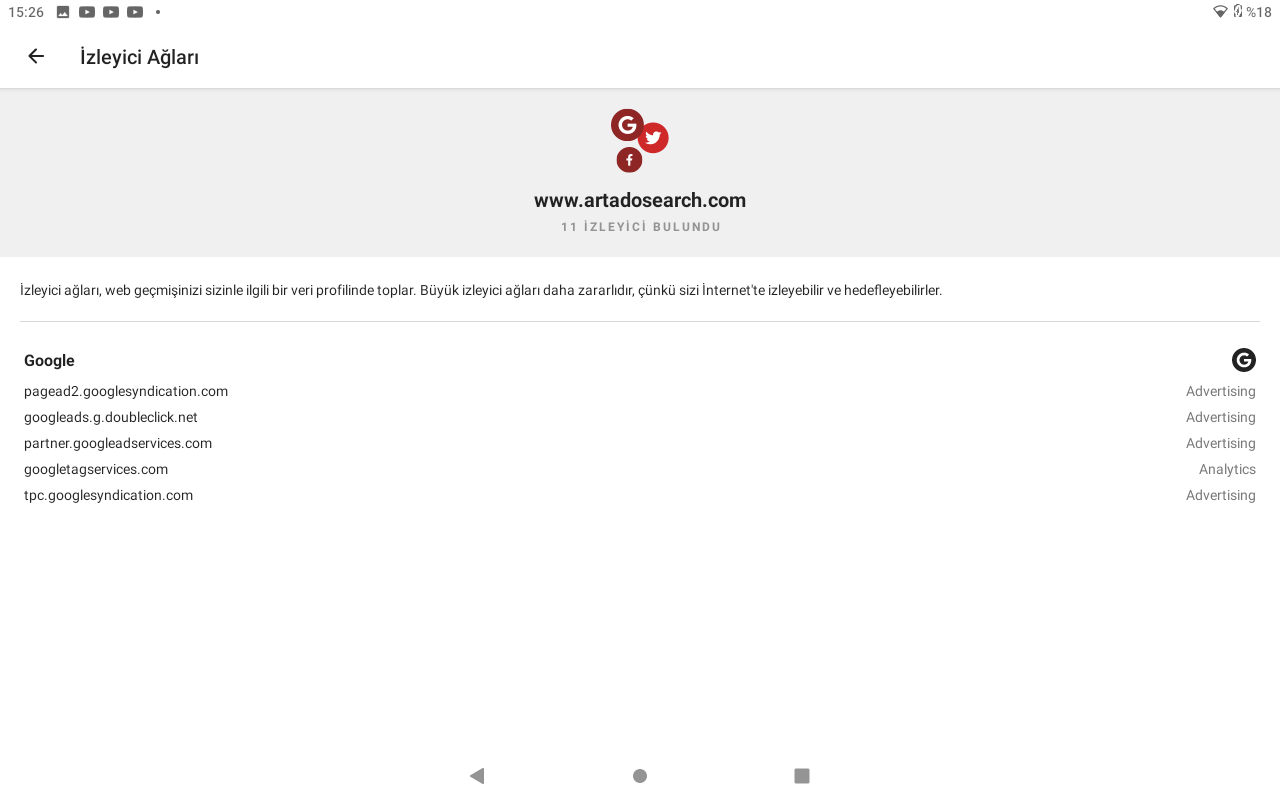 15:26 %18
İzleyici Ağları
www.artadosearch.com
11 İZLEYİCİ BULUNDU
İzleyici ağları, web geçmişinizi sizinle ilgili bir veri profilinde toplar. Büyük izleyici ağları daha zararlıdır, çünkü sizi İnternet'te izleyebilir ve hedefleyebilirler.
Google
pagead2.googlesyndication.com Advertising
googleads.g.doubleclick.net Advertising
partner.googleadservices.com Advertising
googletagservices.com Analytics
tpc.googlesyndication.com Advertising